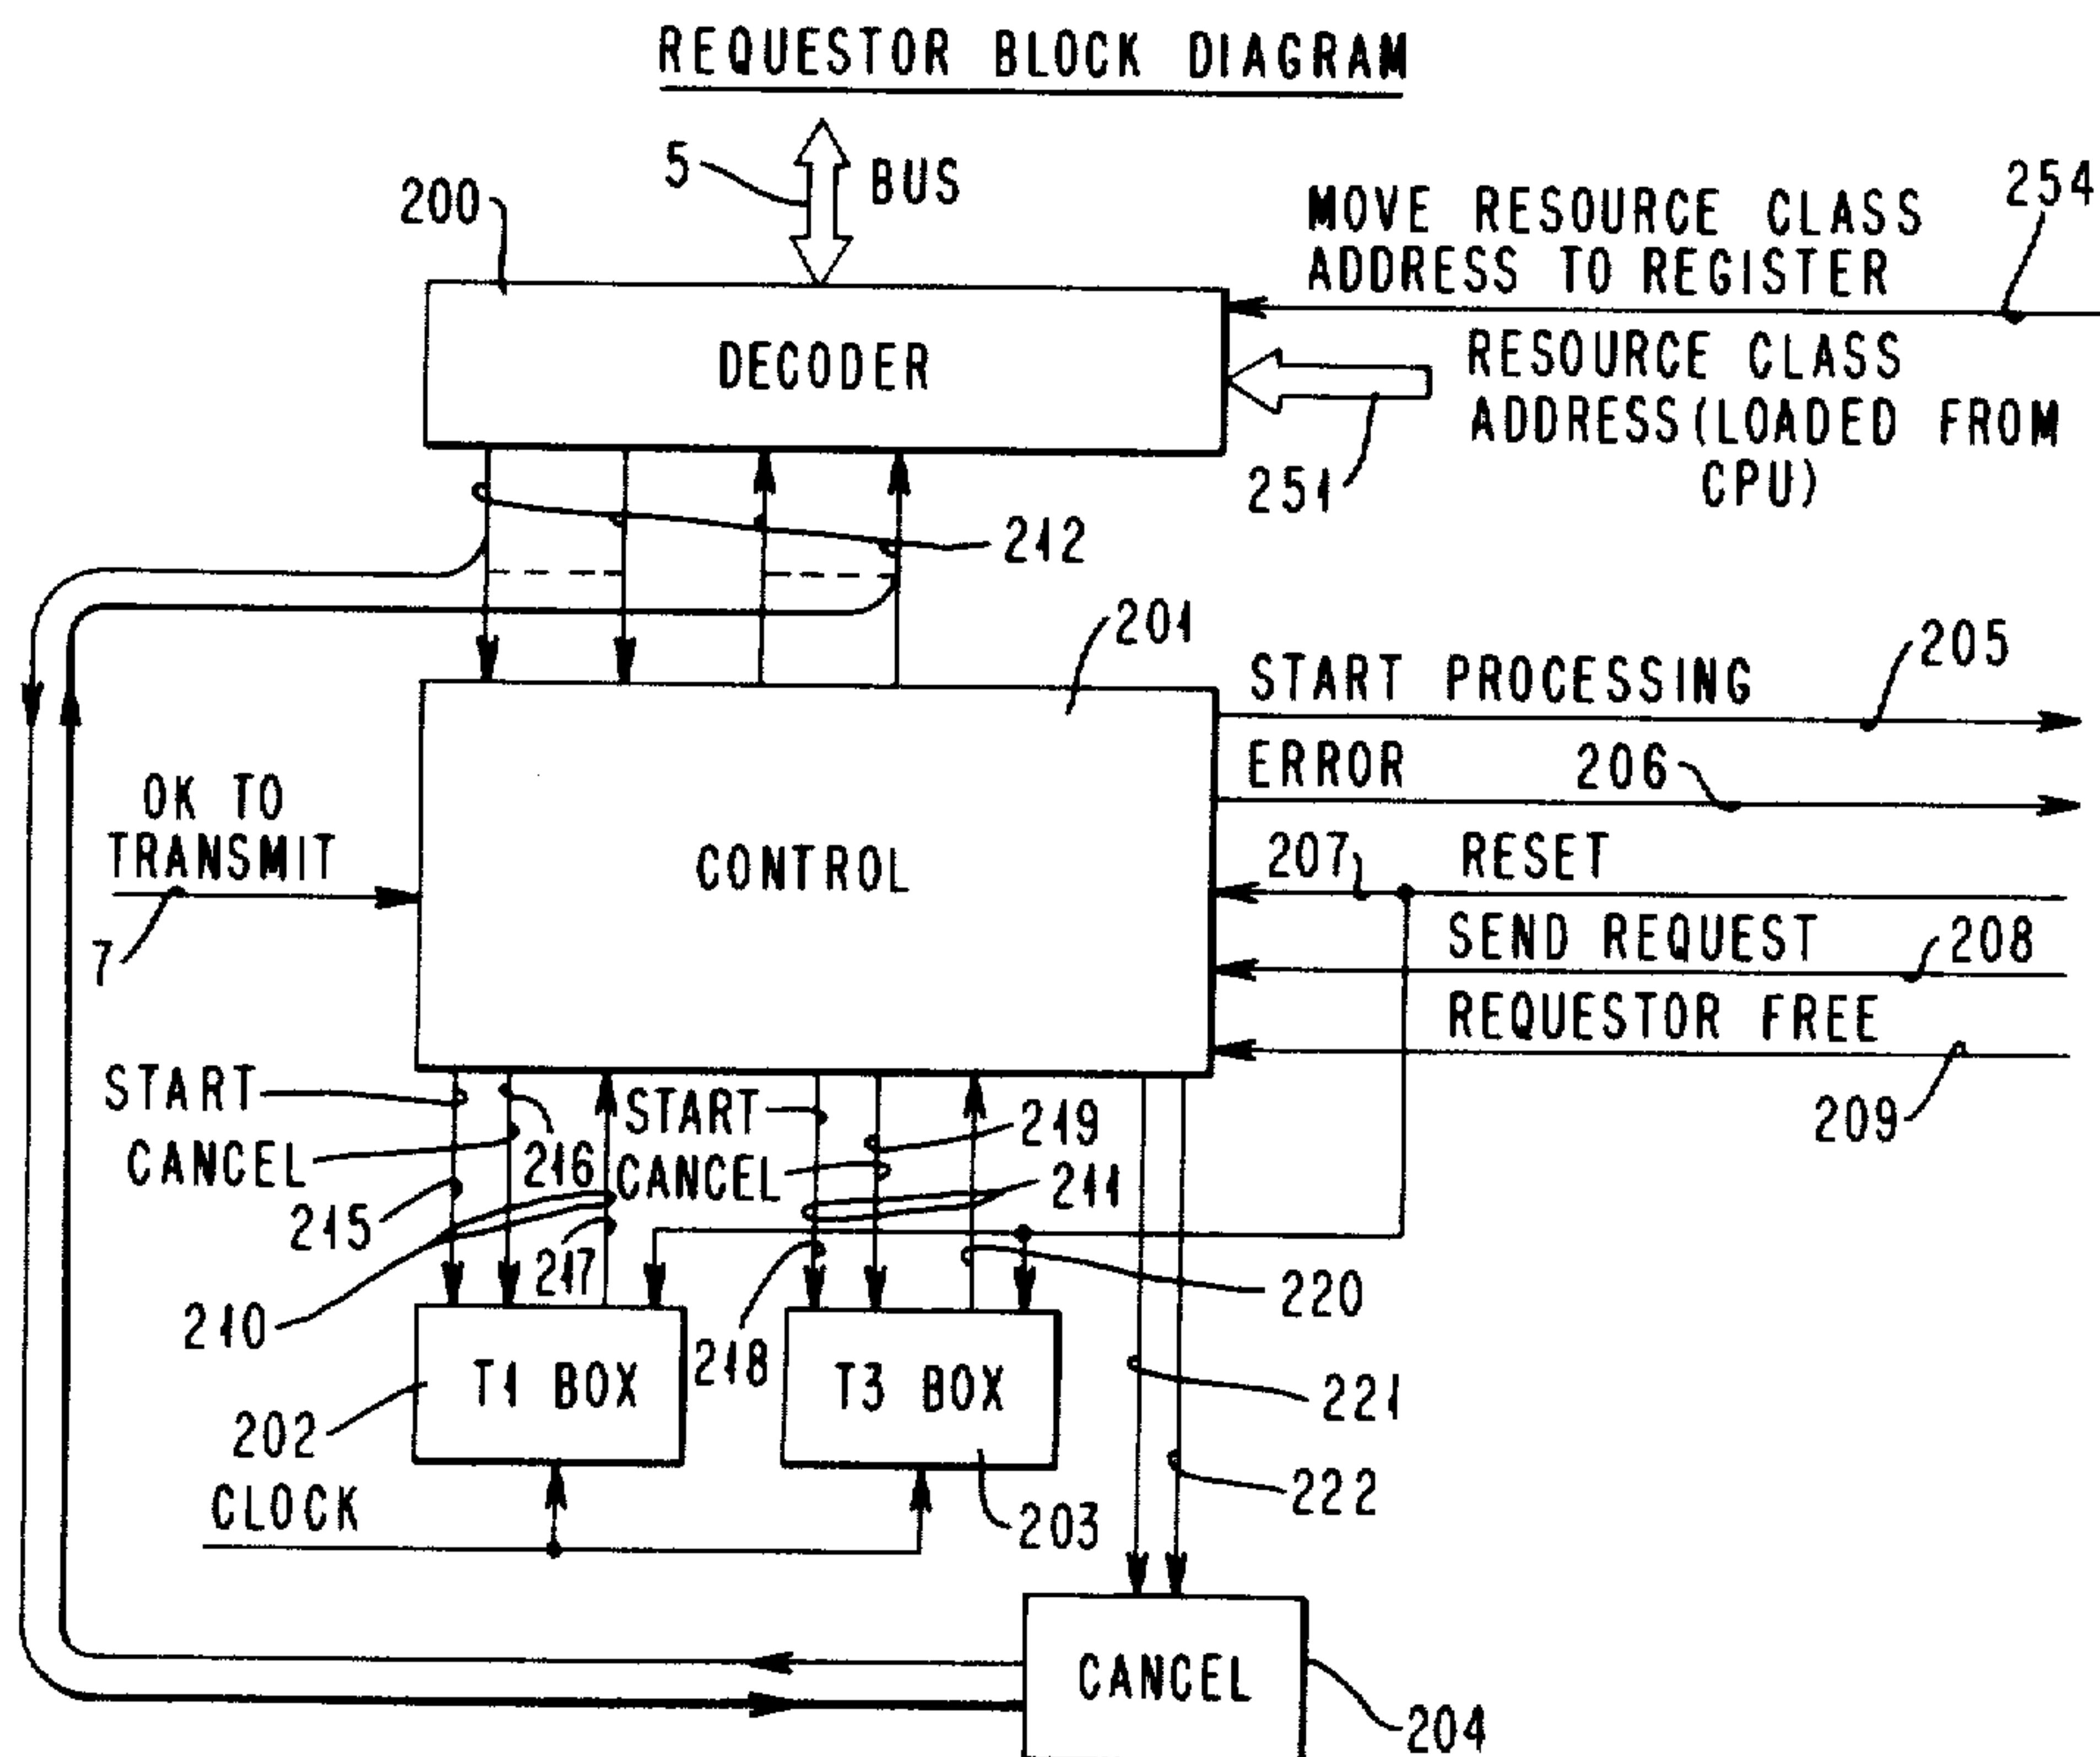 REQUESTOR BLOCK DIAGRAM
5
BUS
200
254
MOVE RESOURCE CLASS
ADDRESS TO REGISTER
DECODER
RESOURCE CLASS
ADDRESS (LOADED FROM
CPU)
251
212
201
START PROCESSING
205
ERROR
206
OK TO
TRANSMIT
7
CONTROL
207
RESET
SEND REQUEST
208
REQUESTOR FREE
209
START
CANCEL
215
216
START
CANCEL
219
211
210
217
218
220
T1 BOX
T3 BOX
202
221
CLOCK
222
203
CANCEL
204